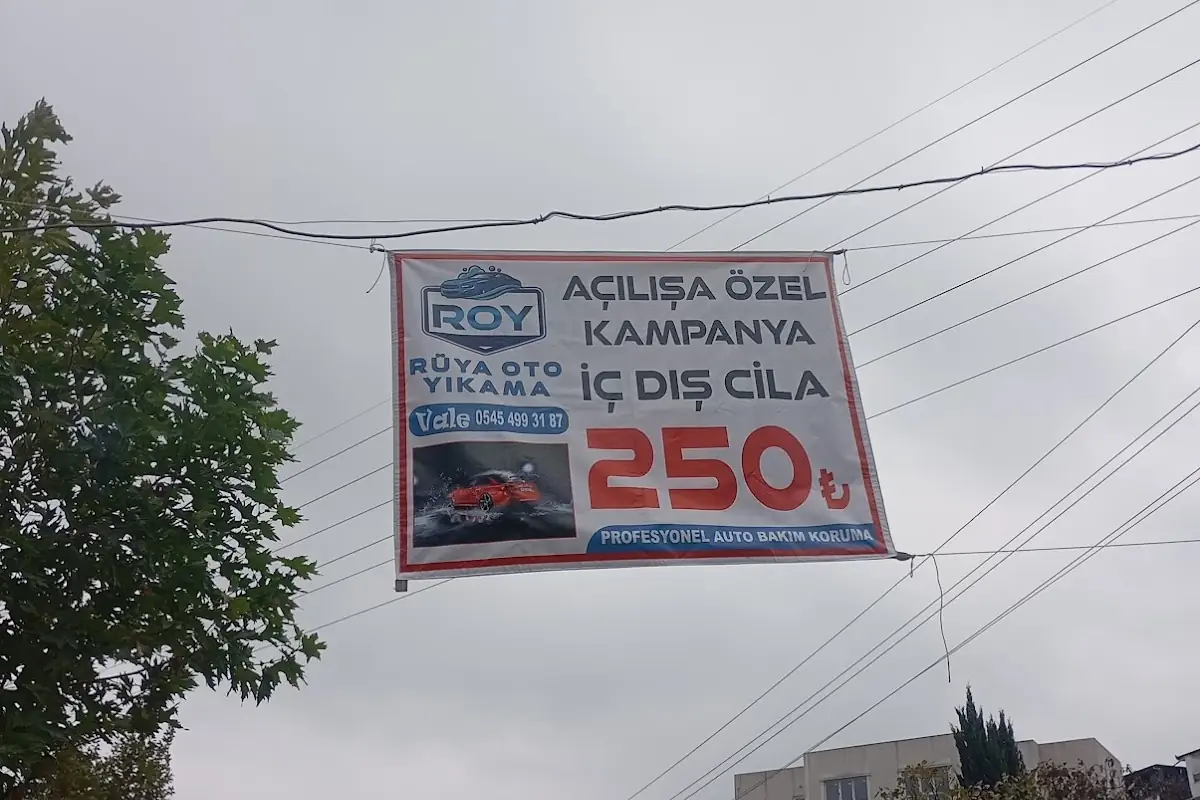 ROY
RÜYA OTO
YIKAMA
Vale 0545 499 31 87
AÇILIŞA ÖZEL
KAMPANYA
İÇ DIŞ CİLA
250₺
PROFESYONEL AUTO BAKIM KORUMA